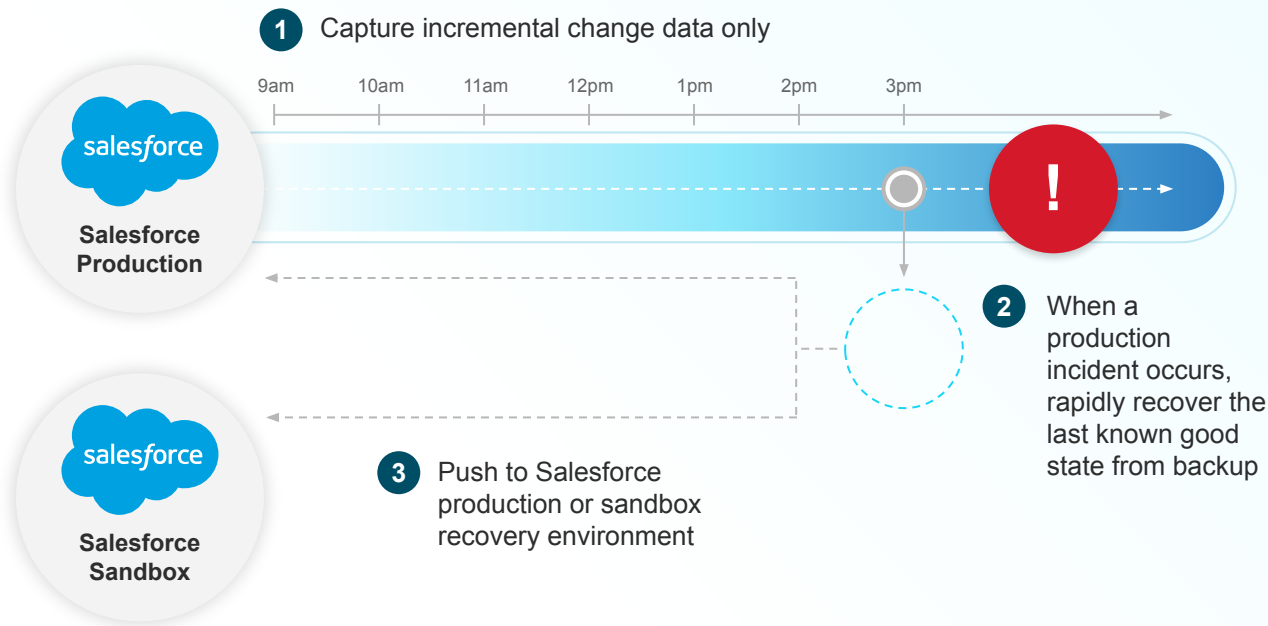 1 Capture incremental change data only
9am 10am 11am 12pm 1pm 2pm 3pm
salesforce
Salesforce
Production
!
2 When a
production
incident occurs,
rapidly recover the
last known good
state from backup
salesforce
Salesforce
Sandbox
3 Push to Salesforce
production or sandbox
recovery environment